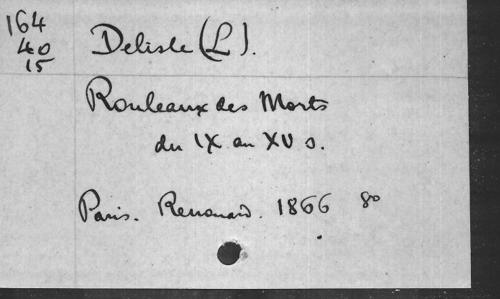 164
40
15
Delisle (L).
Rouleaux des Morts
du IX au XV s.
Paris. Renouard. 1866 8o